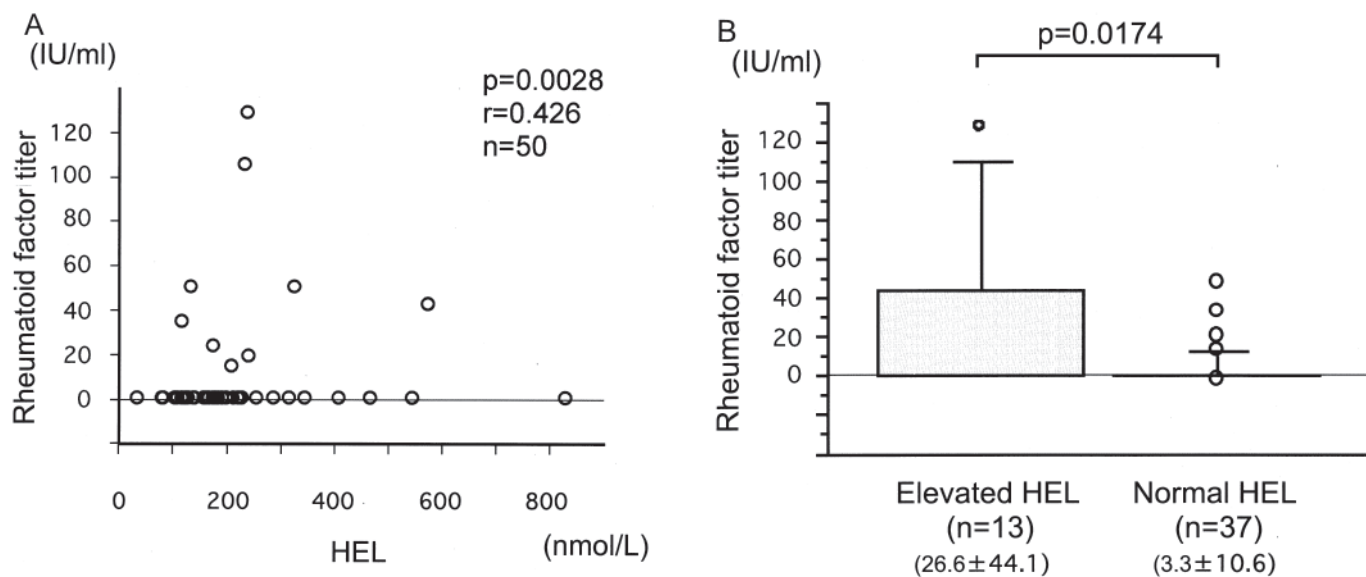 A
(IU/ml)
Rheumatoid factor titer
120
100
80
60
40
20
0
p=0.0028
r=0.426
n=50
0 200 400 600 800
HEL (nmol/L)
B
(IU/ml)
p=0.0174
Rheumatoid factor titer
120
100
80
60
40
20
0
Elevated HEL Normal HEL
(n=13) (n=37)
(26.6±44.1) (3.3±10.6)